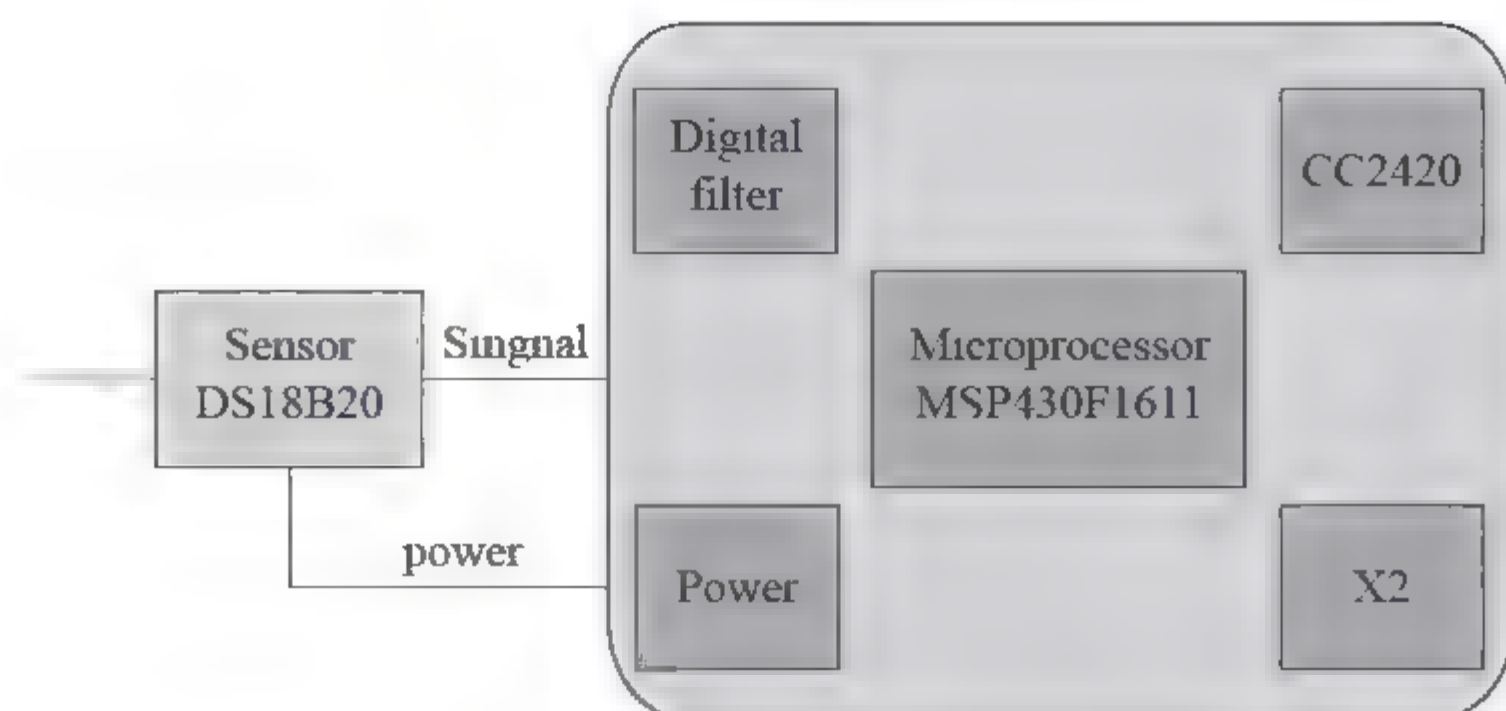 Digital
filter
CC2420
Sensor
DS18B20
Singnal
Microprocessor
MSP430F1611
power
Power
X2